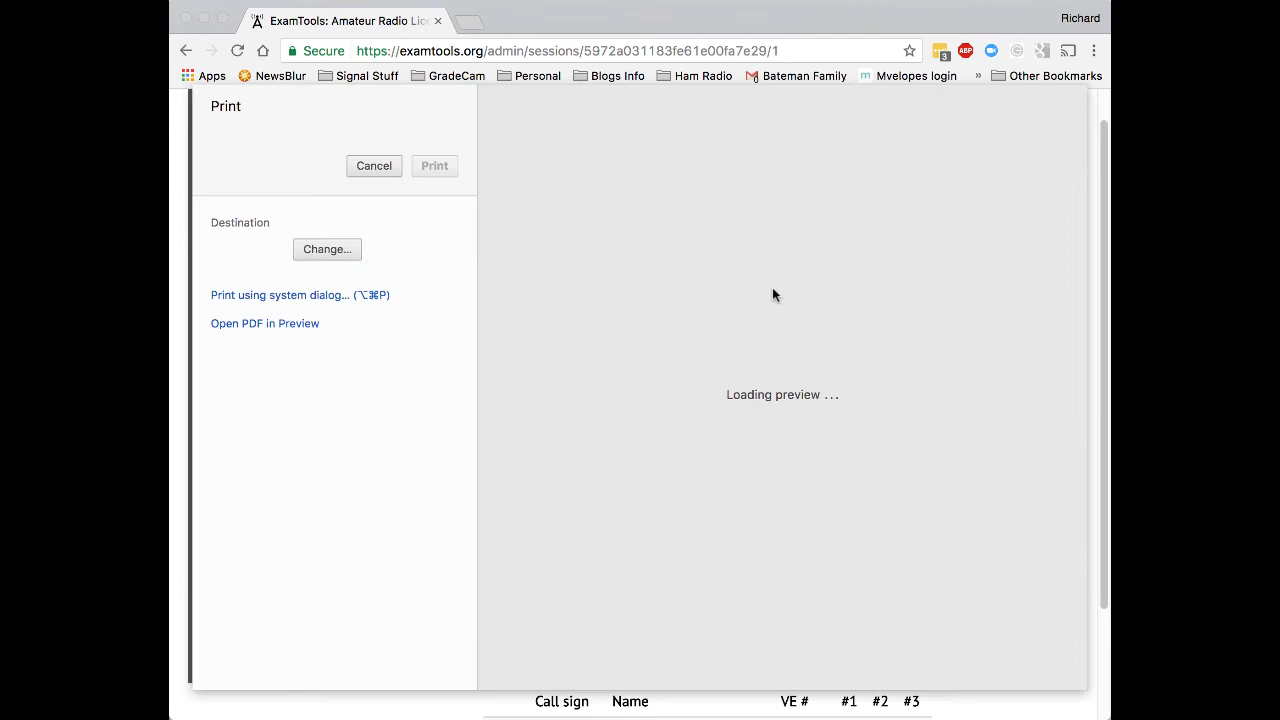 ExamTools: Amateur Radio Lic
Richard
Secure https://examtools.org/admin/sessions/5972a031183fe61e00fa7e29/1
3 ABP
Apps NewsBlur Signal Stuff GradeCam Personal Blogs Info Ham Radio Bateman Family m Mvelopes login » Other Bookmarks
Print
Cancel Print
Destination
Change...
Print using system dialog... (⌥⌘P)
Open PDF in Preview
Loading preview ...
Call sign Name VE # #1 #2 #3